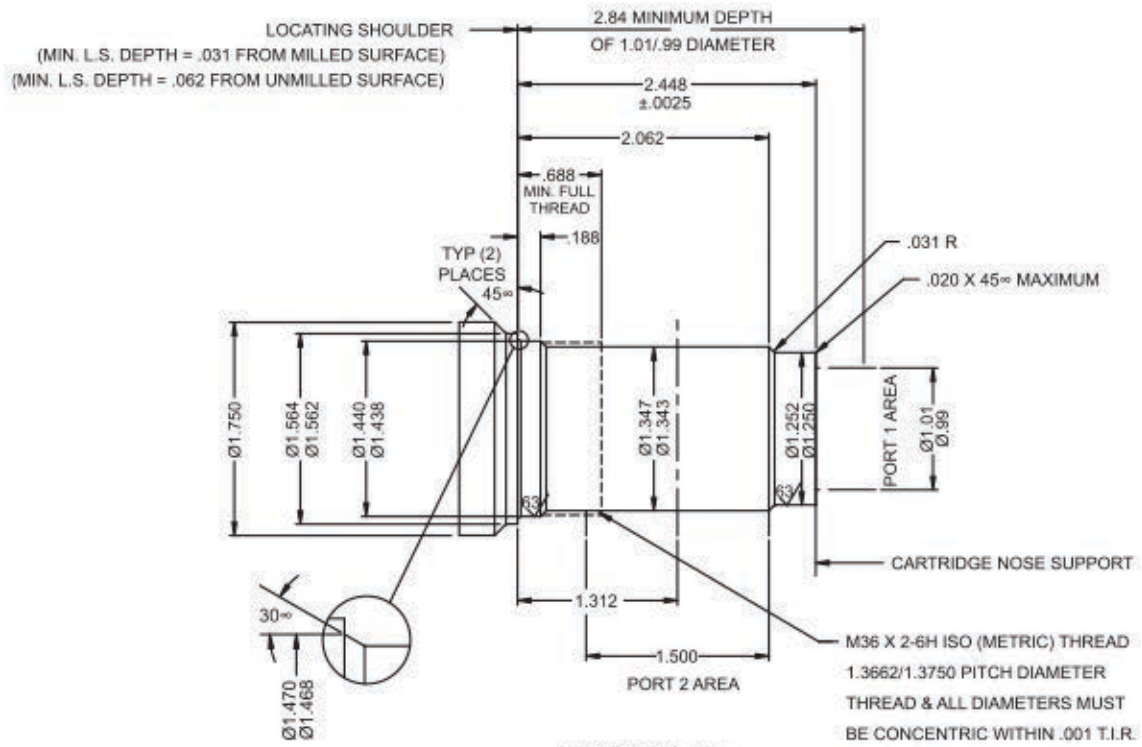 2.84 MINIMUM DEPTH
OF 1.01/.99 DIAMETER
LOCATING SHOULDER
(MIN. L.S. DEPTH = .031 FROM MILLED SURFACE)
(MIN. L.S. DEPTH = .062 FROM UNMILLED SURFACE)
2.448
±.0025
2.062
.688
MIN. FULL
THREAD
.188
TYP (2)
PLACES
45∞
.031 R
.020 X 45∞ MAXIMUM
Ø1.750
Ø1.564
Ø1.562
Ø1.440
Ø1.438
63
Ø1.347
Ø1.343
Ø1.252
Ø1.250
63
PORT 1 AREA
Ø1.01
Ø.99
CARTRIDGE NOSE SUPPORT
1.312
30∞
Ø1.470
Ø1.468
1.500
PORT 2 AREA
M36 X 2-6H ISO (METRIC) THREAD
1.3662/1.3750 PITCH DIAMETER
THREAD & ALL DIAMETERS MUST
BE CONCENTRIC WITHIN .001 T.I.R.